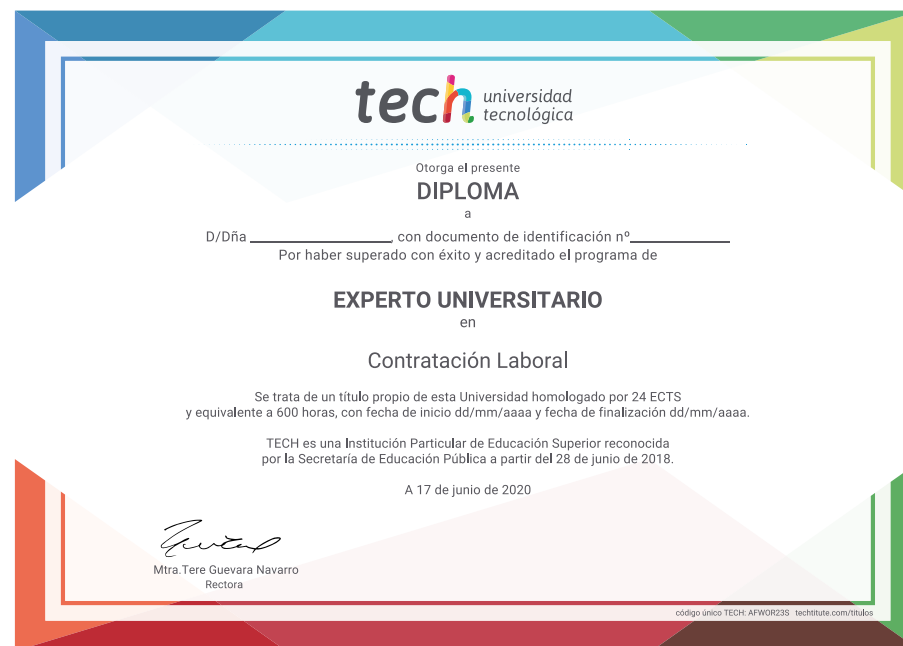 tech universidad
tecnológica
Otorga el presente
DIPLOMA
a
D/Dña ____________, con documento de identificación nº____________
Por haber superado con éxito y acreditado el programa de
EXPERTO UNIVERSITARIO
en
Contratación Laboral
Se trata de un título propio de esta Universidad homologado por 24 ECTS
y equivalente a 600 horas, con fecha de inicio dd/mm/aaaa y fecha de finalización dd/mm/aaaa.
TECH es una Institución Particular de Educación Superior reconocida
por la Secretaría de Educación Pública a partir del 28 de junio de 2018.
A 17 de junio de 2020
Mtra.Tere Guevara Navarro
Rectora
código único TECH: AFWOR23S techtitute.com/titulos